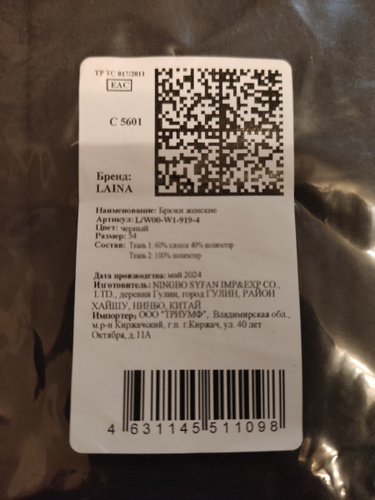 ТР ТС 017/2011
EAC
С 5601
Бренд:
LAINA
Наименование: Брюки женские
Артикул: L/W00-W1-919-4
Цвет: черный
Размер: 54
Состав: Ткань 1: 60% хлопок 40% полиэстер
Ткань 2: 100% полиэстер
Дата производства: май 2024
Изготовитель: NINGBO SYFAN IMP&EXP CO.,
LTD., деревня Гулин, город ГУЛИН, РАЙОН
ХАЙШУ, НИНБО, КИТАЙ
Импортер: ООО "ТРИУМФ", Владимирская обл.,
м.р-н Киржачский, г.п. г.Киржач, ул. 40 лет
Октября, д.11А
4 631145 511098